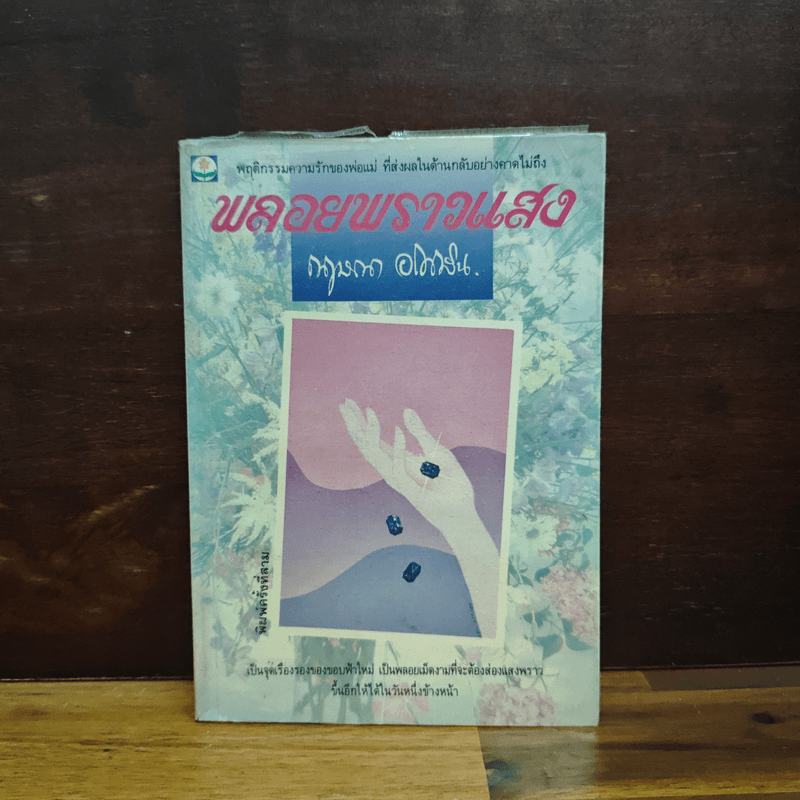 พฤติกรรมความรักของพ่อแม่ ที่ส่งผลในด้านกลับอย่างคาดไม่ถึง
พลอยพราวแสง
กฤษณา อโศกสิน.
พิมพ์ครั้งที่สาม
เป็นจุดเรืองรองของขอบฟ้าใหม่ เป็นพลอยเม็ดงามที่จะต้องส่องแสงพราว
ขึ้นอีกให้ได้ในวันหนึ่งข้างหน้า